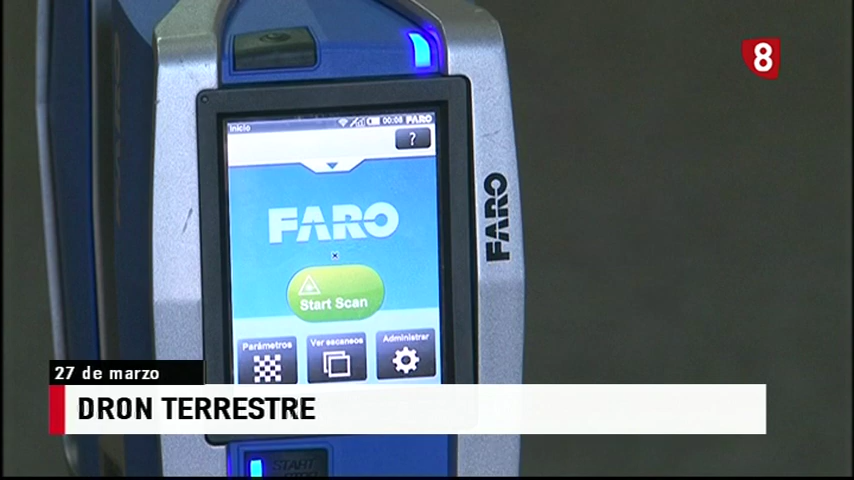 8
Inicio
00:08 FARO
?
FARO
FARO
Start Scan
Parámetros
Ver escaneos
Administrar
27 de marzo
DRON TERRESTRE
START